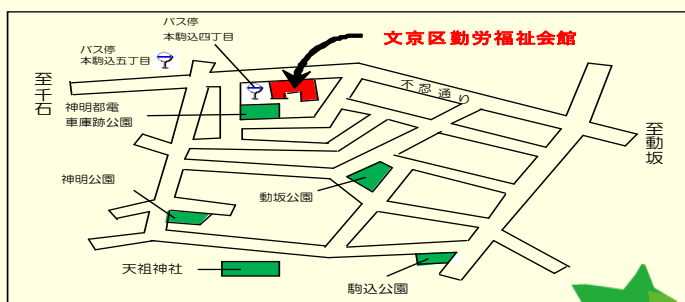 バス停
本駒込四丁目
文京区勤労福祉会館
バス停
本駒込五丁目
至千石
不忍通り
神明都電
車庫跡公園
至動坂
神明公園
動坂公園
天祖神社
駒込公園